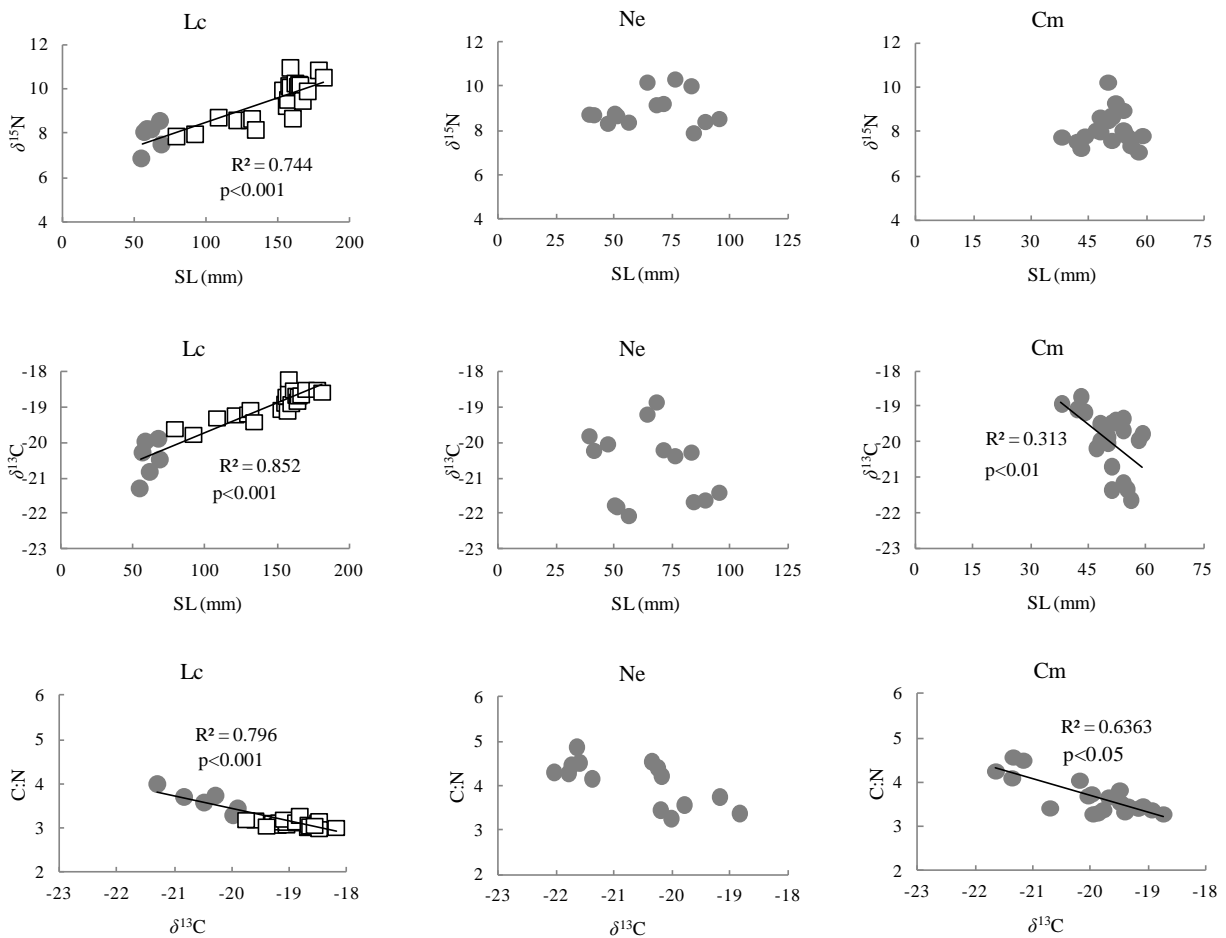 Lc
12
10
8
6
4
δ15N
R² = 0.744
p<0.001
0 50 100 150 200
SL (mm)
Ne
12
10
8
6
4
δ15N
0 25 50 75 100 125
SL (mm)
Cm
12
10
8
6
4
δ15N
0 15 30 45 60 75
SL (mm)
Lc
-18
-19
-20
-21
-22
-23
δ13C
R² = 0.852
p<0.001
0 50 100 150 200
SL (mm)
Ne
-18
-19
-20
-21
-22
-23
δ13C
0 25 50 75 100 125
SL (mm)
Cm
-18
-19
-20
-21
-22
-23
δ13C
R² = 0.313
p<0.01
0 15 30 45 60 75
SL (mm)
Lc
6
5
4
3
2
C:N
R² = 0.796
p<0.001
-23 -22 -21 -20 -19 -18
δ13C
Ne
6
5
4
3
2
C:N
-23 -22 -21 -20 -19 -18
δ13C
Cm
6
5
4
3
2
C:N
R² = 0.6363
p<0.05
-23 -22 -21 -20 -19 -18
δ13C